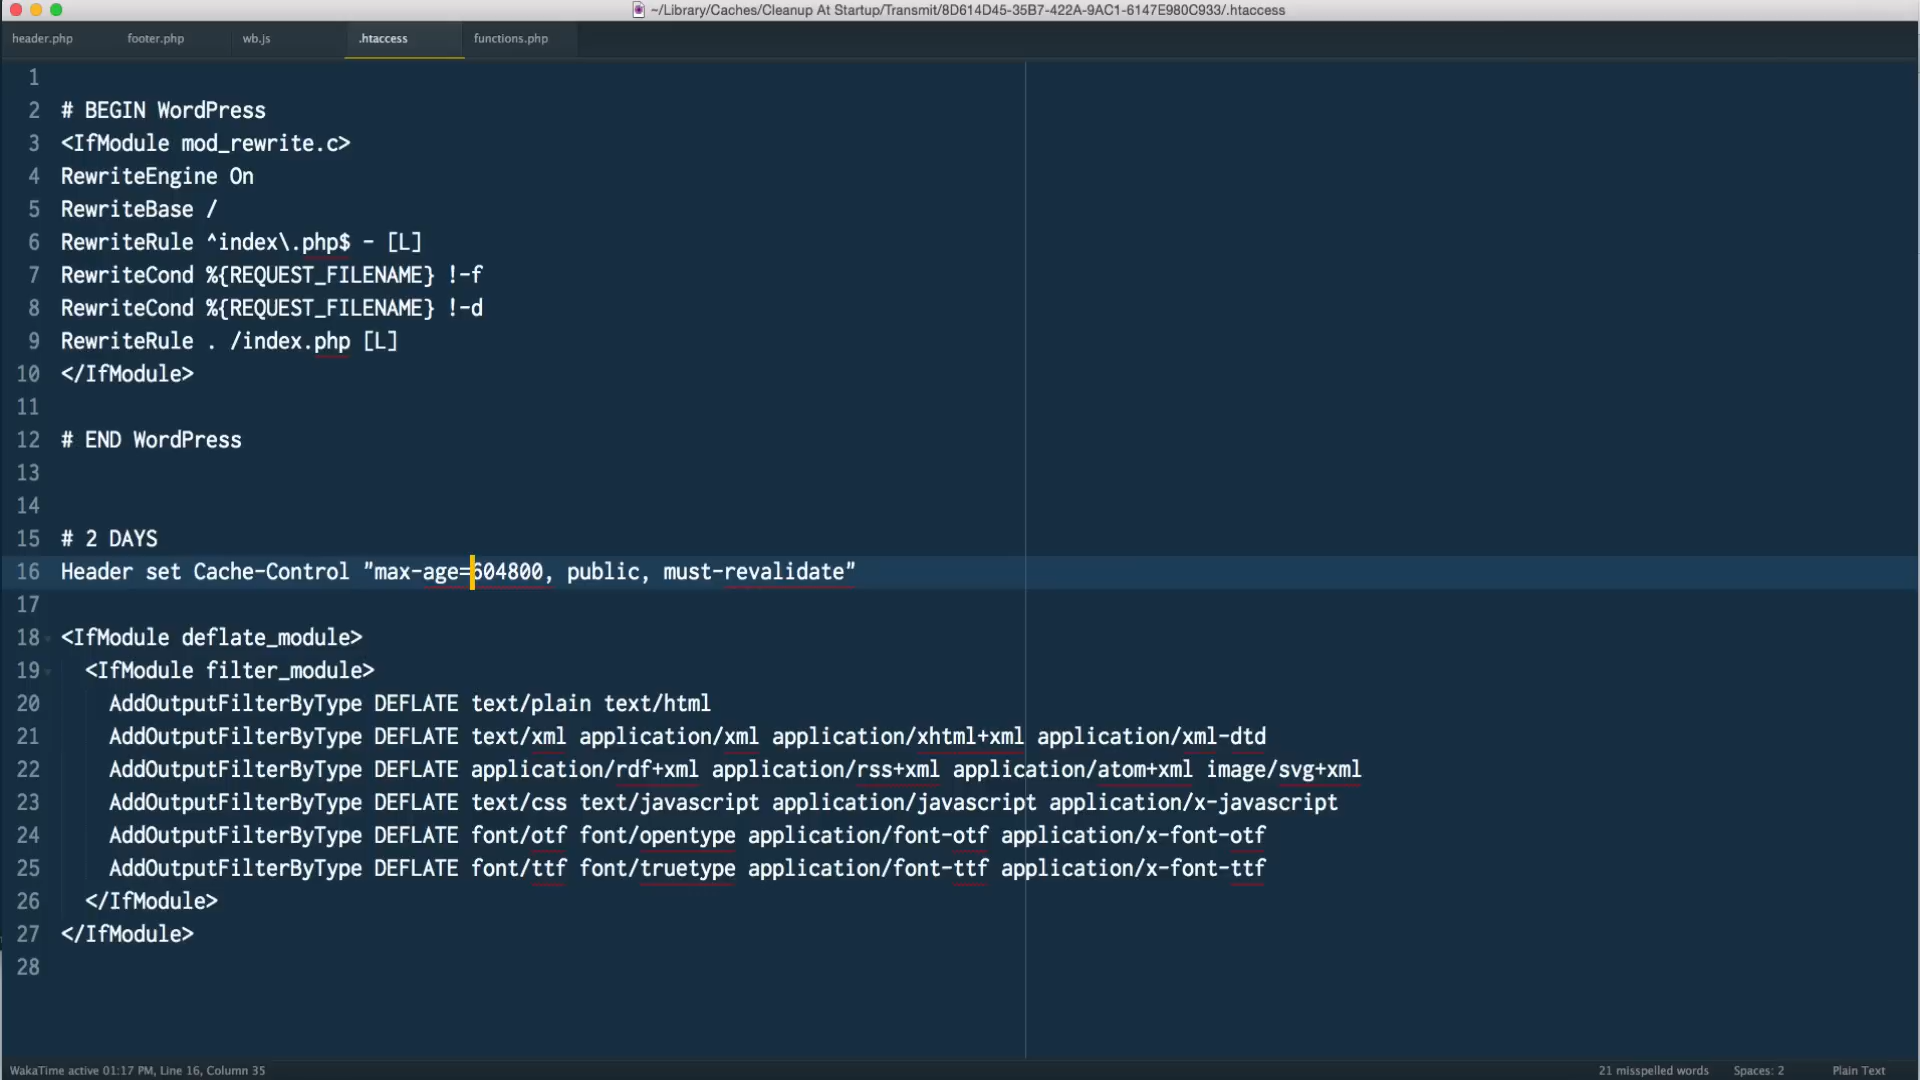 ~/Library/Caches/Cleanup At Startup/Transmit/8D614D45-35B7-422A-9AC1-6147E980C933/.htaccess
header.php footer.php wb.js .htaccess functions.php
1
2 # BEGIN WordPress
3 <IfModule mod_rewrite.c>
4 RewriteEngine On
5 RewriteBase /
6 RewriteRule ^index\.php$ - [L]
7 RewriteCond %{REQUEST_FILENAME} !-f
8 RewriteCond %{REQUEST_FILENAME} !-d
9 RewriteRule . /index.php [L]
10 </IfModule>
11
12 # END WordPress
13
14
15 # 2 DAYS
16 Header set Cache-Control "max-age=604800, public, must-revalidate"
17
18 <IfModule deflate_module>
19 <IfModule filter_module>
20 AddOutputFilterByType DEFLATE text/plain text/html
21 AddOutputFilterByType DEFLATE text/xml application/xml application/xhtml+xml application/xml-dtd
22 AddOutputFilterByType DEFLATE application/rdf+xml application/rss+xml application/atom+xml image/svg+xml
23 AddOutputFilterByType DEFLATE text/css text/javascript application/javascript application/x-javascript
24 AddOutputFilterByType DEFLATE font/otf font/opentype application/font-otf application/x-font-otf
25 AddOutputFilterByType DEFLATE font/ttf font/truetype application/font-ttf application/x-font-ttf
26 </IfModule>
27 </IfModule>
28
WakaTime active 01:17 PM, Line 16, Column 35 21 misspelled words Spaces: 2 Plain Text